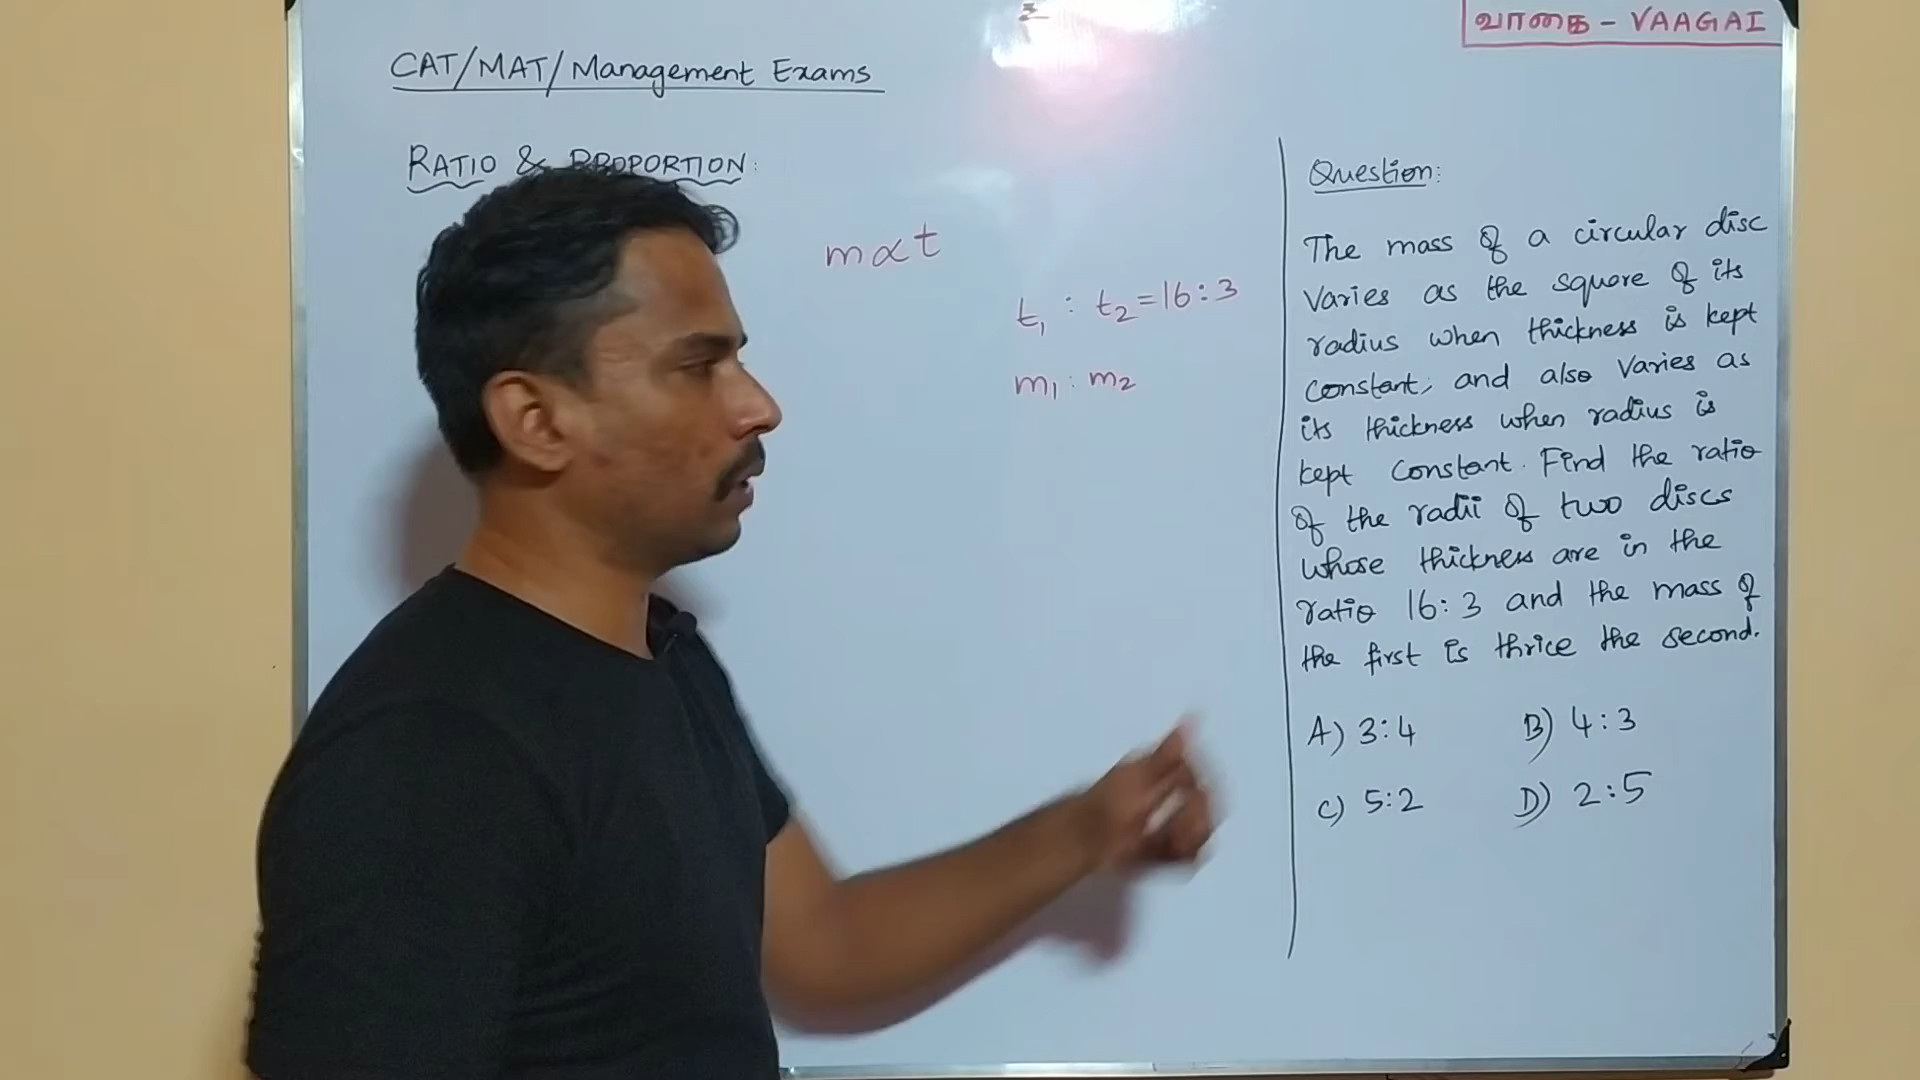 வாகை - VAAGAI
CAT/MAT/Management Exams
RATIO & PROPORTION:
m ∝ t
t₁ : t₂ = 16:3
m₁ : m₂
Question:
The mass of a circular disc
varies as the square of its
radius when thickness is kept
constant, and also varies as
its thickness when radius is
kept constant. Find the ratio
of the radii of two discs
whose thickness are in the
ratio 16:3 and the mass of
the first is thrice the second.
A) 3:4 B) 4:3
C) 5:2 D) 2:5